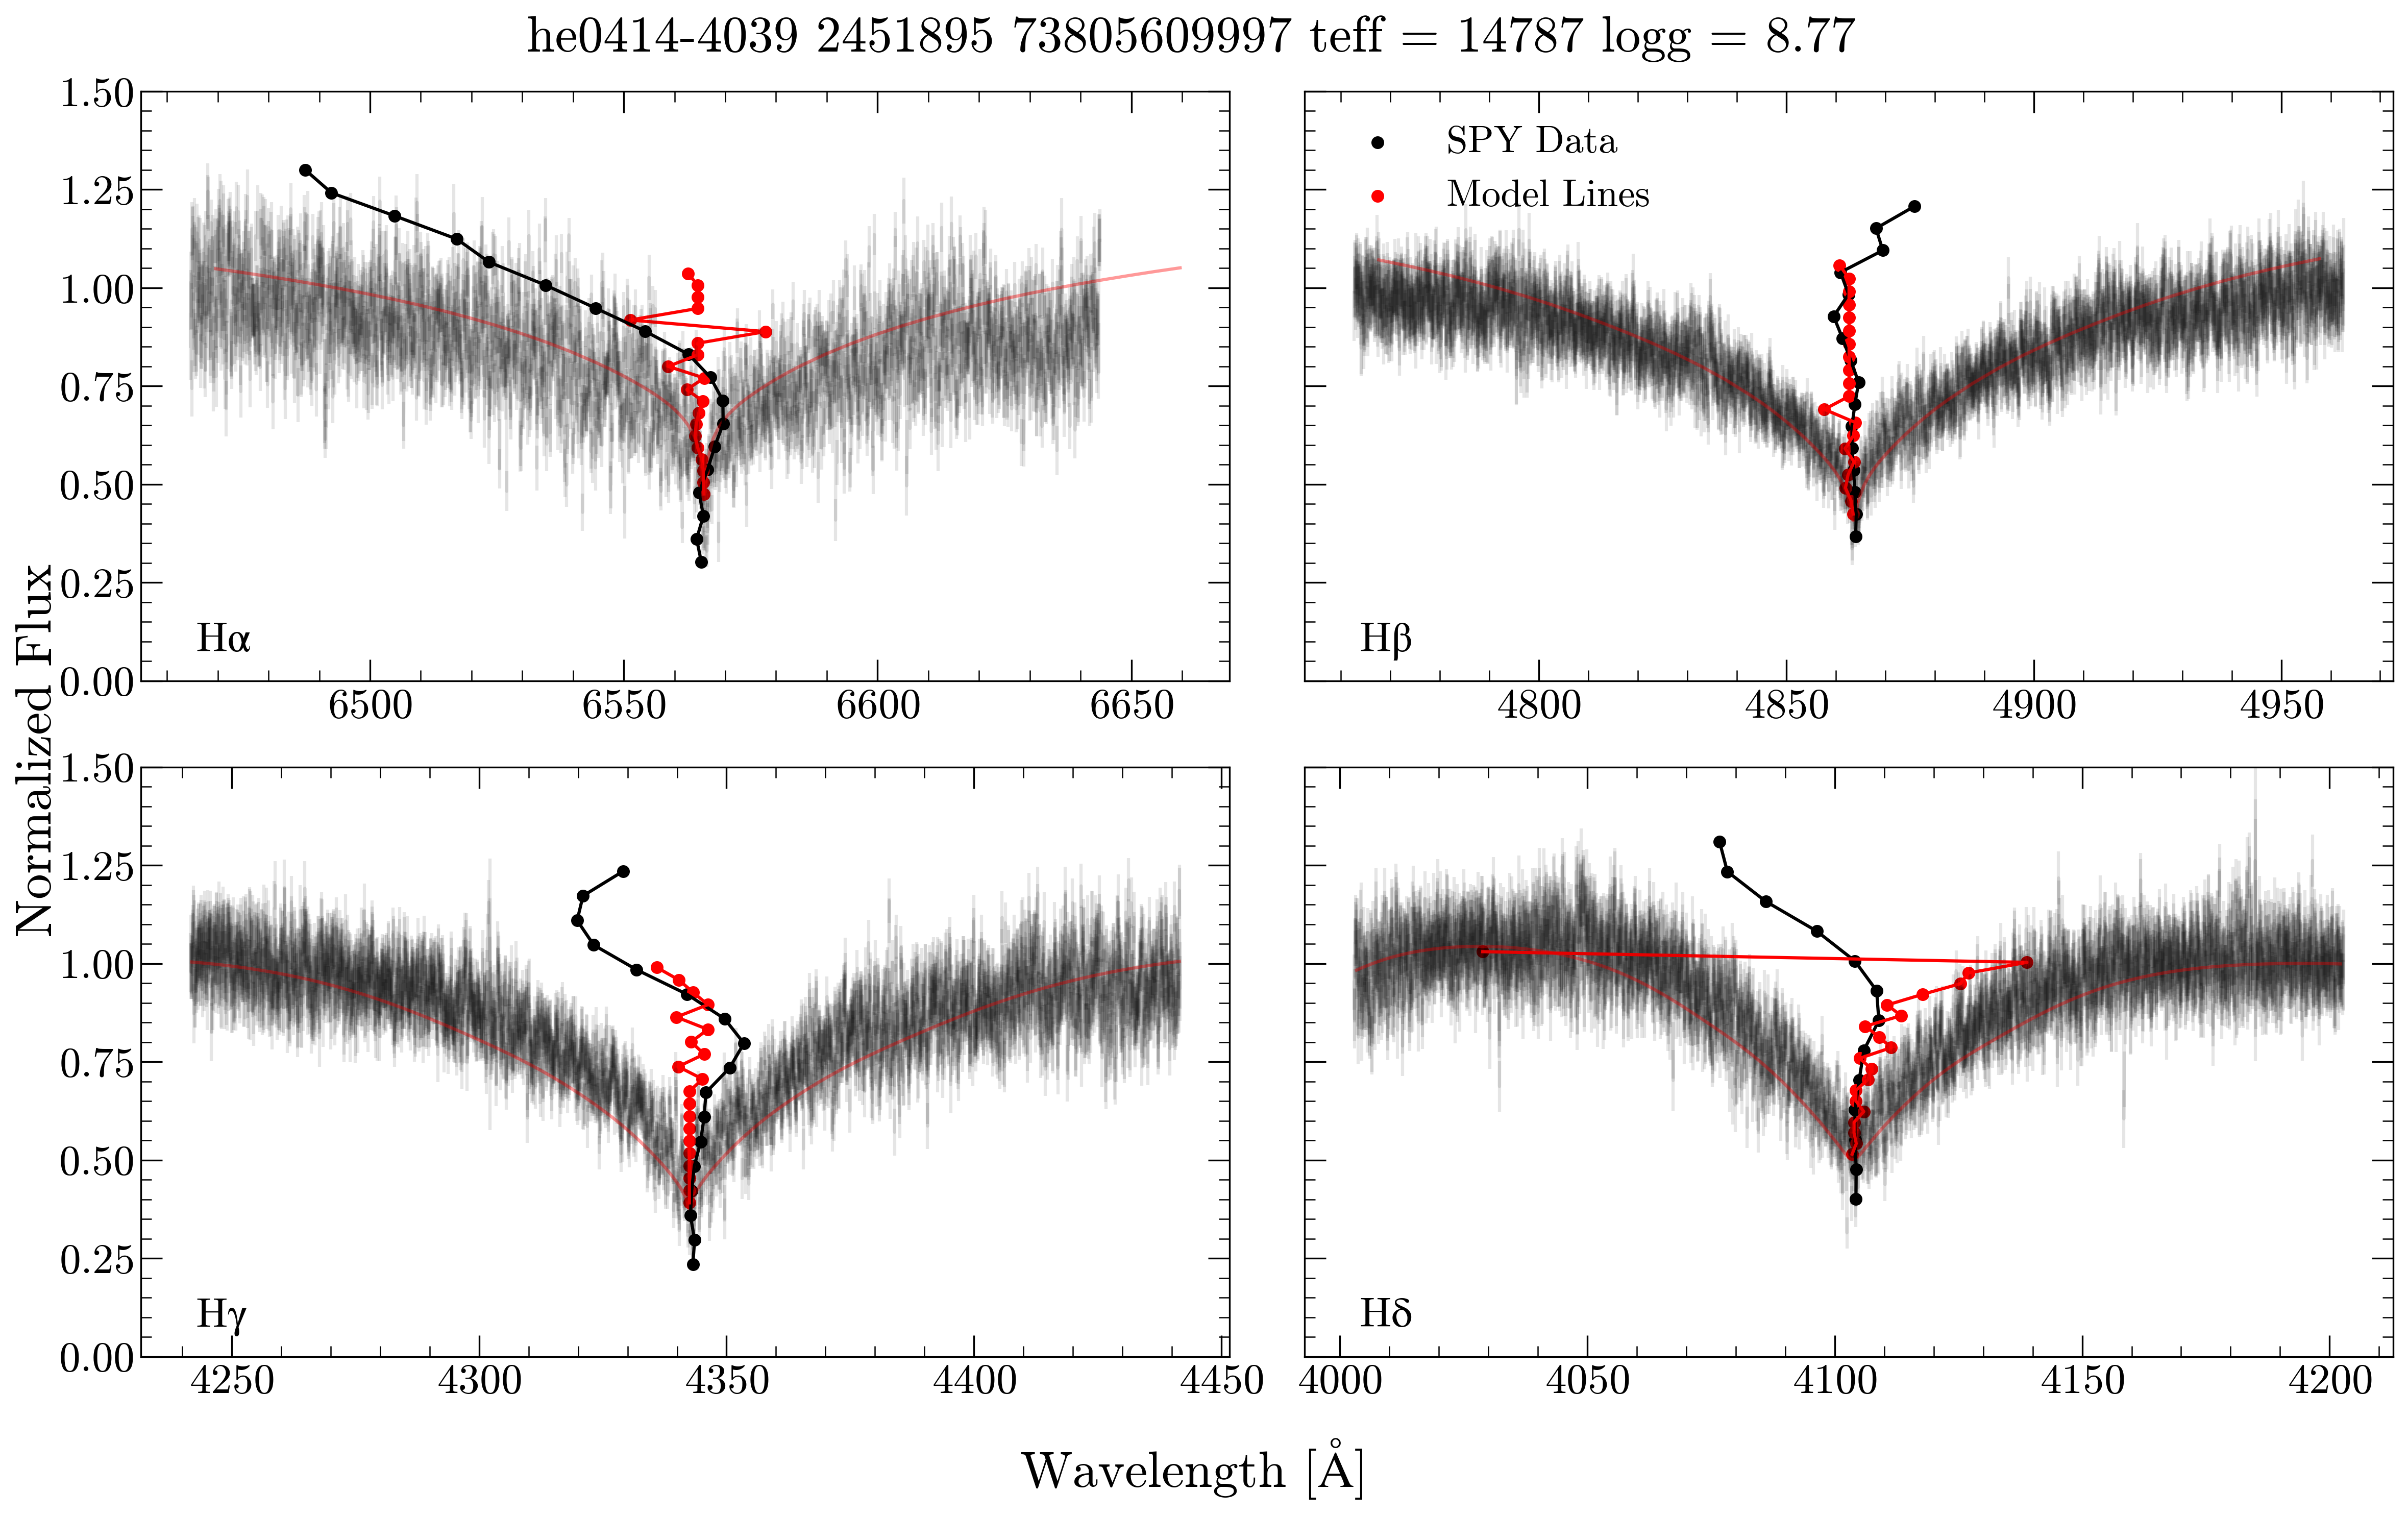 he0414-4039 2451895 73805609997 teff = 14787 logg = 8.77
Normalized Flux
1.50
1.25
1.00
0.75
0.50
0.25
0.00
Hα
6500 6550 6600 6650
SPY Data
Model Lines
Hβ
4800 4850 4900 4950
1.50
1.25
1.00
0.75
0.50
0.25
0.00
Hγ
4250 4300 4350 4400 4450
Hδ
4000 4050 4100 4150 4200
Wavelength [Å]